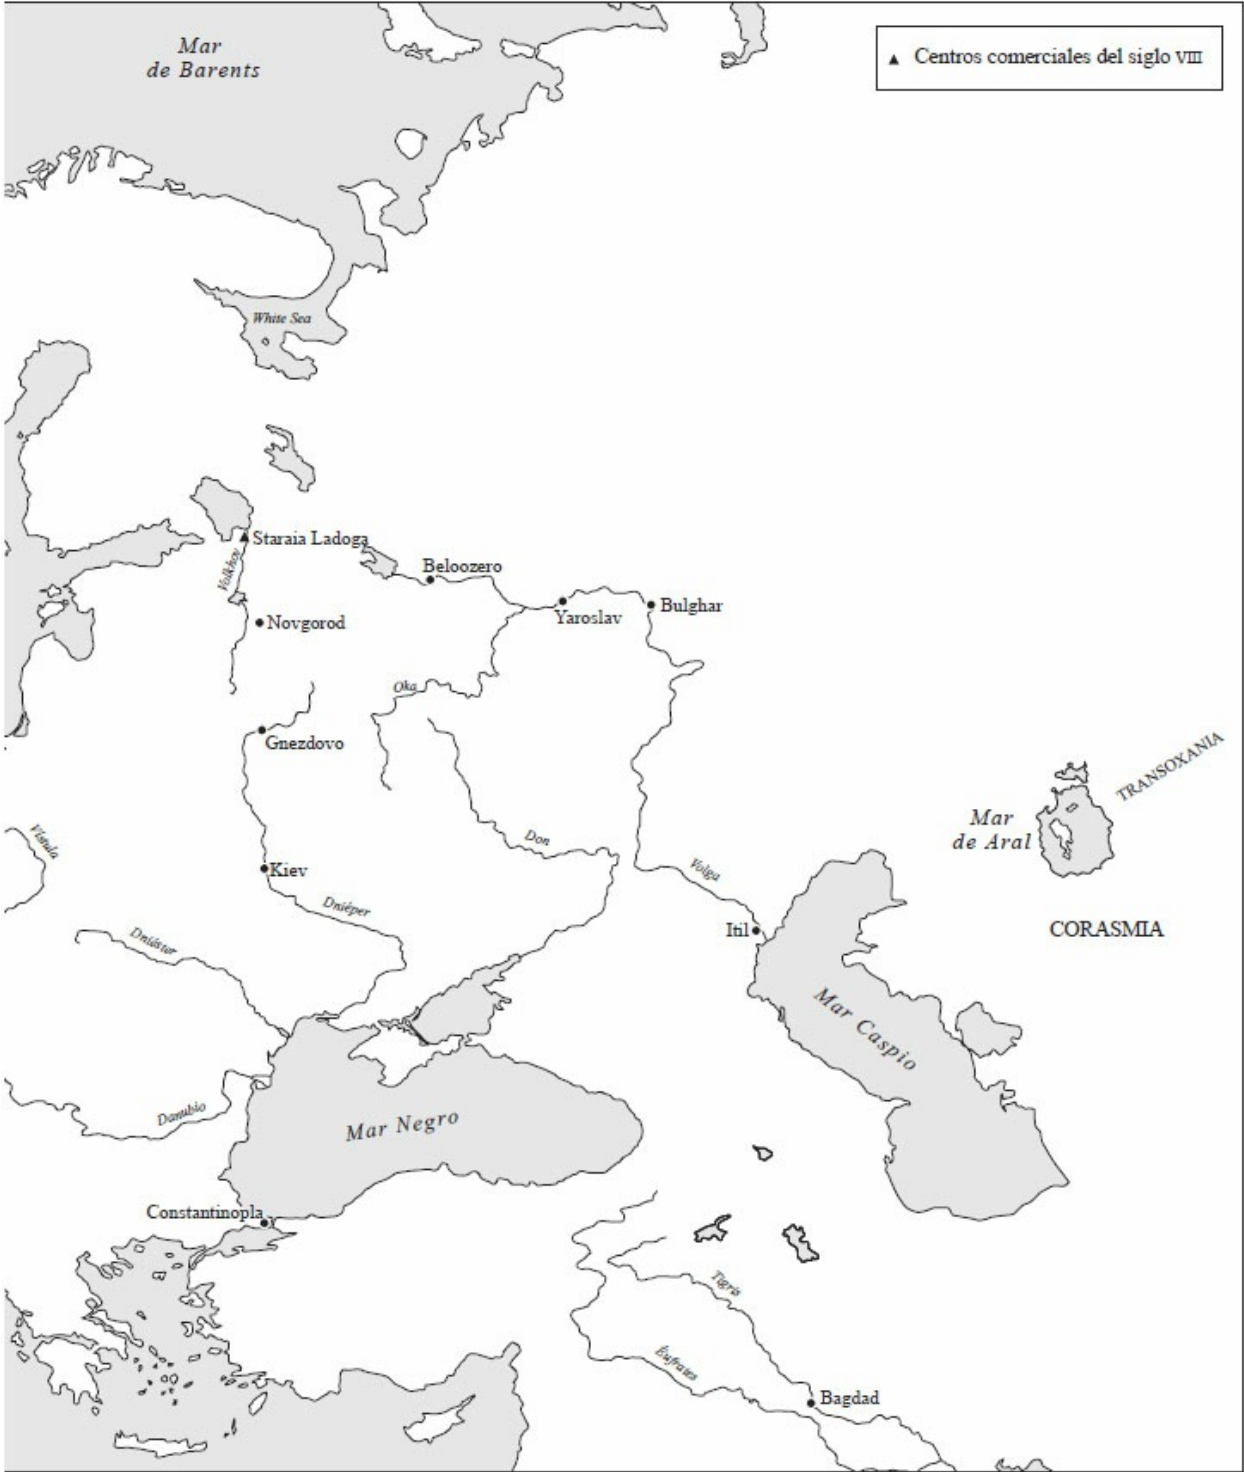 Mar
de Barents
▲ Centros comerciales del siglo VIII
White Sea
Staraia Ladoga
Volkhov
Beloozero
Yaroslav
Bulghar
Novgorod
Oka
Gnezdovo
TRANSOXANIA
Mar
de Aral
Vístula
Don
Kiev
Volga
Dniéper
Itil
CORASMIA
Dniéster
Mar Caspio
Danubio
Mar Negro
Constantinopla
Tigris
Éufrates
Bagdad